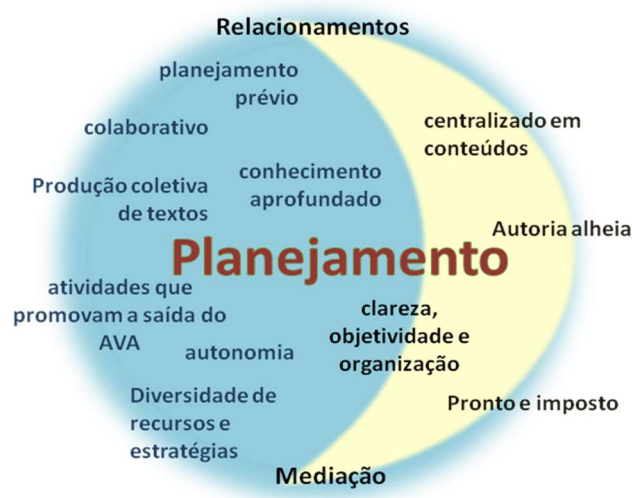 Relacionamentos
planejamento
prévio
colaborativo
centralizado em
conteúdos
conhecimento
aprofundado
Produção coletiva
de textos
Autoria alheia
Planejamento
atividades que
promovam a saída do
AVA
clareza,
objetividade e
organização
autonomia
Diversidade de
recursos e
estratégias
Pronto e imposto
Mediação